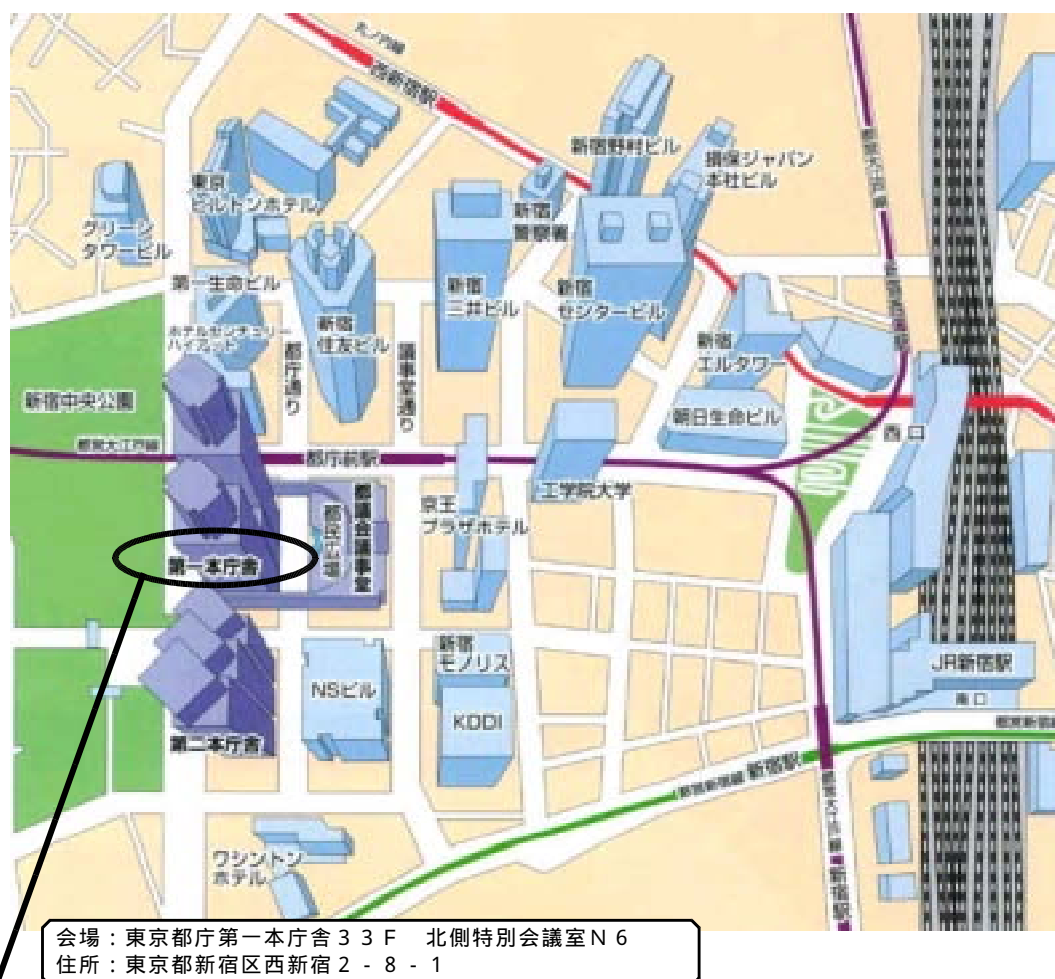 丸ノ内線
西新宿駅
新宿野村ビル
損保ジャパン
本社ビル
東京
ヒルトンホテル
新宿
警察署
グリーン
タワービル
第一生命ビル
新宿
住友ビル
新宿
三井ビル
新宿
センタービル
ホテルセンチュリー
ハイアット
都庁通り
議事堂通り
新宿
エルタワー
新宿中央公園
朝日生命ビル
西口
都営大江戸線
都庁前駅
工学院大学
京王
プラザホテル
都議会議事堂
都民広場
第一本庁舎
新宿
モノリス
JR新宿駅
NSビル
南口
KDDI
第二本庁舎
都営新宿線
新宿駅
ワシントン
ホテル
会場：東京都庁第一本庁舎３３Ｆ　北側特別会議室Ｎ６
住所：東京都新宿区西新宿２‐８‐１